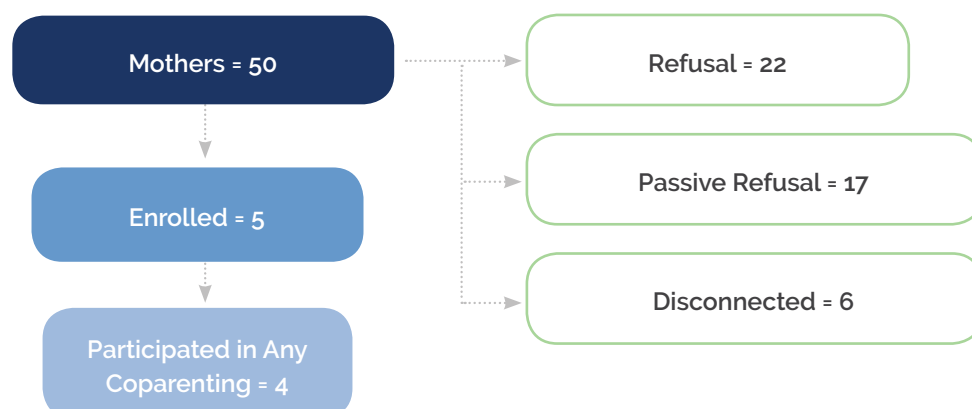 Mothers = 50
Refusal = 22
Passive Refusal = 17
Enrolled = 5
Disconnected = 6
Participated in Any
Coparenting = 4